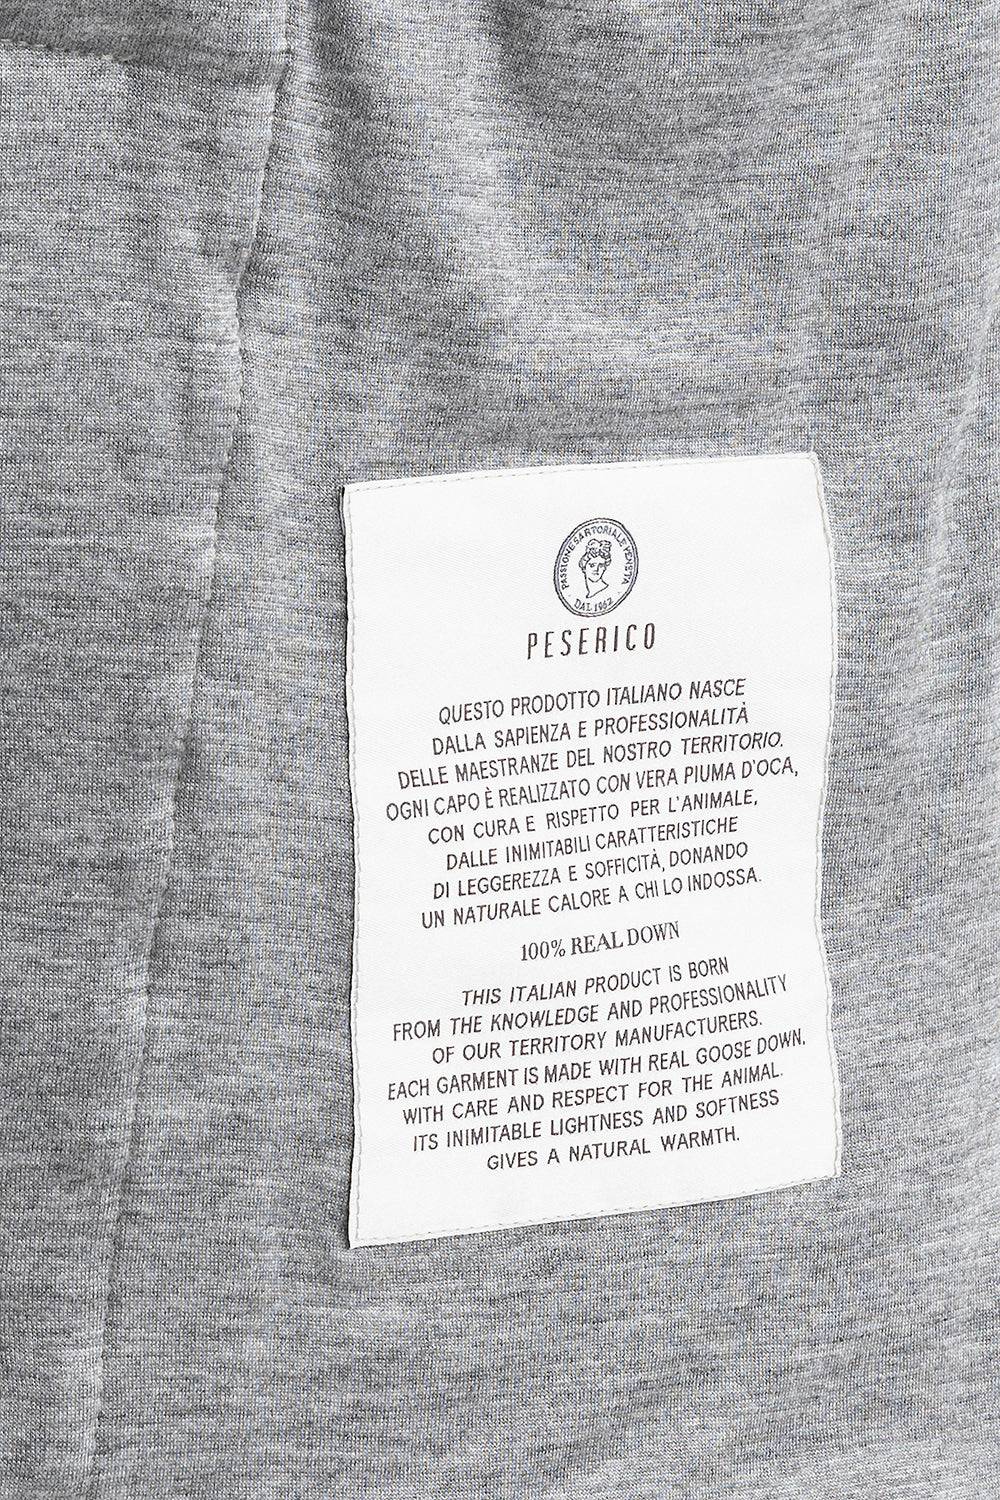 PASSIONE SARTORIALE VENETA
DAL 1962
PESERICO
QUESTO PRODOTTO ITALIANO NASCE
DALLA SAPIENZA E PROFESSIONALITÀ
DELLE MAESTRANZE DEL NOSTRO TERRITORIO.
OGNI CAPO È REALIZZATO CON VERA PIUMA D'OCA,
CON CURA E RISPETTO PER L'ANIMALE,
DALLE INIMITABILI CARATTERISTICHE
DI LEGGEREZZA E SOFFICITÀ, DONANDO
UN NATURALE CALORE A CHI LO INDOSSA.
100% REAL DOWN
THIS ITALIAN PRODUCT IS BORN
FROM THE KNOWLEDGE AND PROFESSIONALITY
OF OUR TERRITORY MANUFACTURERS.
EACH GARMENT IS MADE WITH REAL GOOSE DOWN,
WITH CARE AND RESPECT FOR THE ANIMAL.
ITS INIMITABLE LIGHTNESS AND SOFTNESS
GIVES A NATURAL WARMTH.